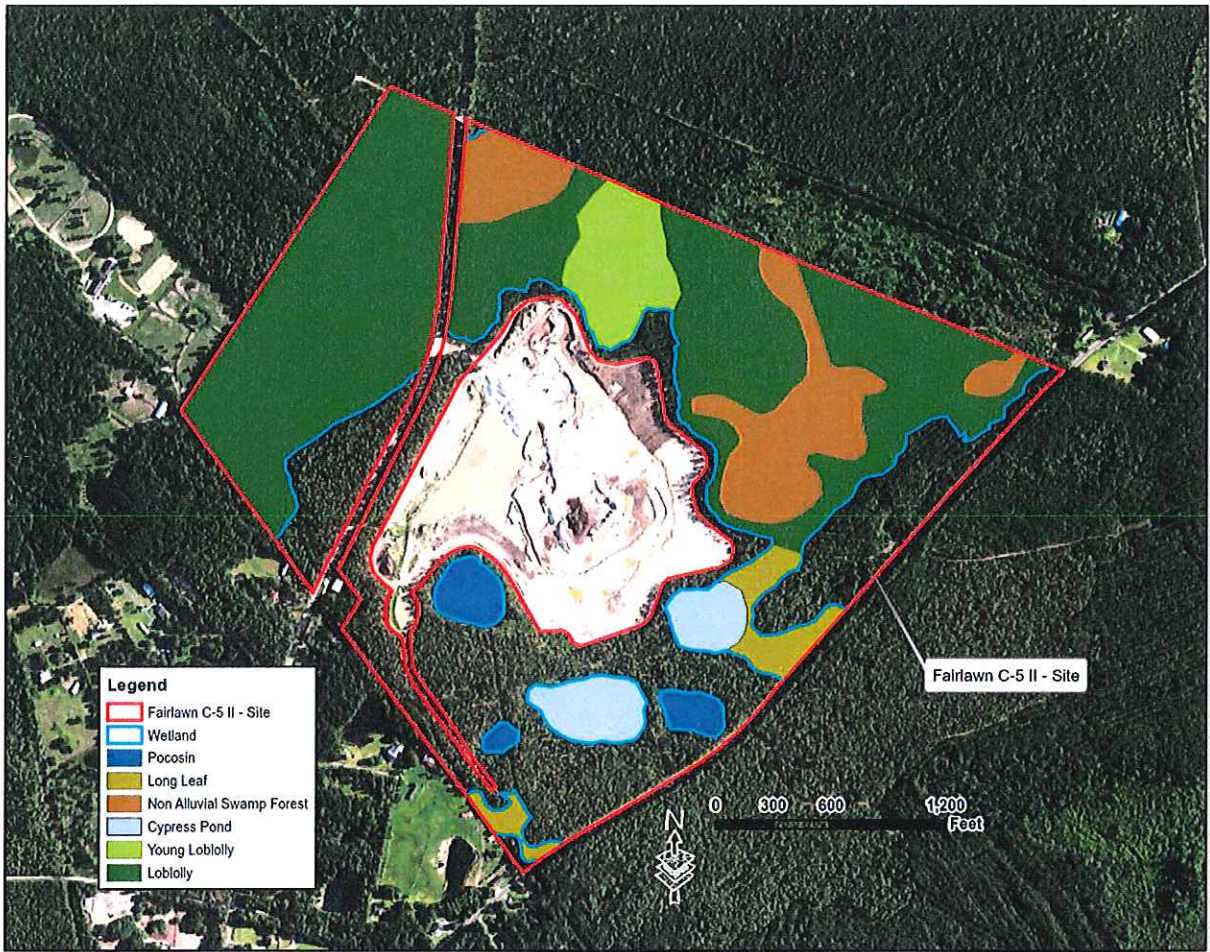 Fairlawn C-5 II - Site
Legend
Fairlawn C-5 II - Site
Wetland
Pocosin
Long Leaf
Non Alluvial Swamp Forest
Cypress Pond
Young Loblolly
Loblolly
N
0 300 600 1,200
Feet